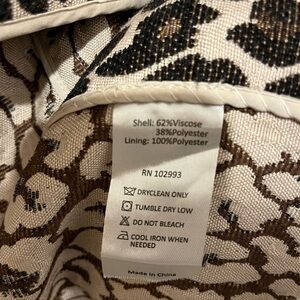 Shell: 62%Viscose
38%Polyester
Lining: 100%Polyester
RN 102993
DRYCLEAN ONLY
TUMBLE DRY LOW
DO NOT BLEACH
COOL IRON WHEN
NEEDED
Made in China